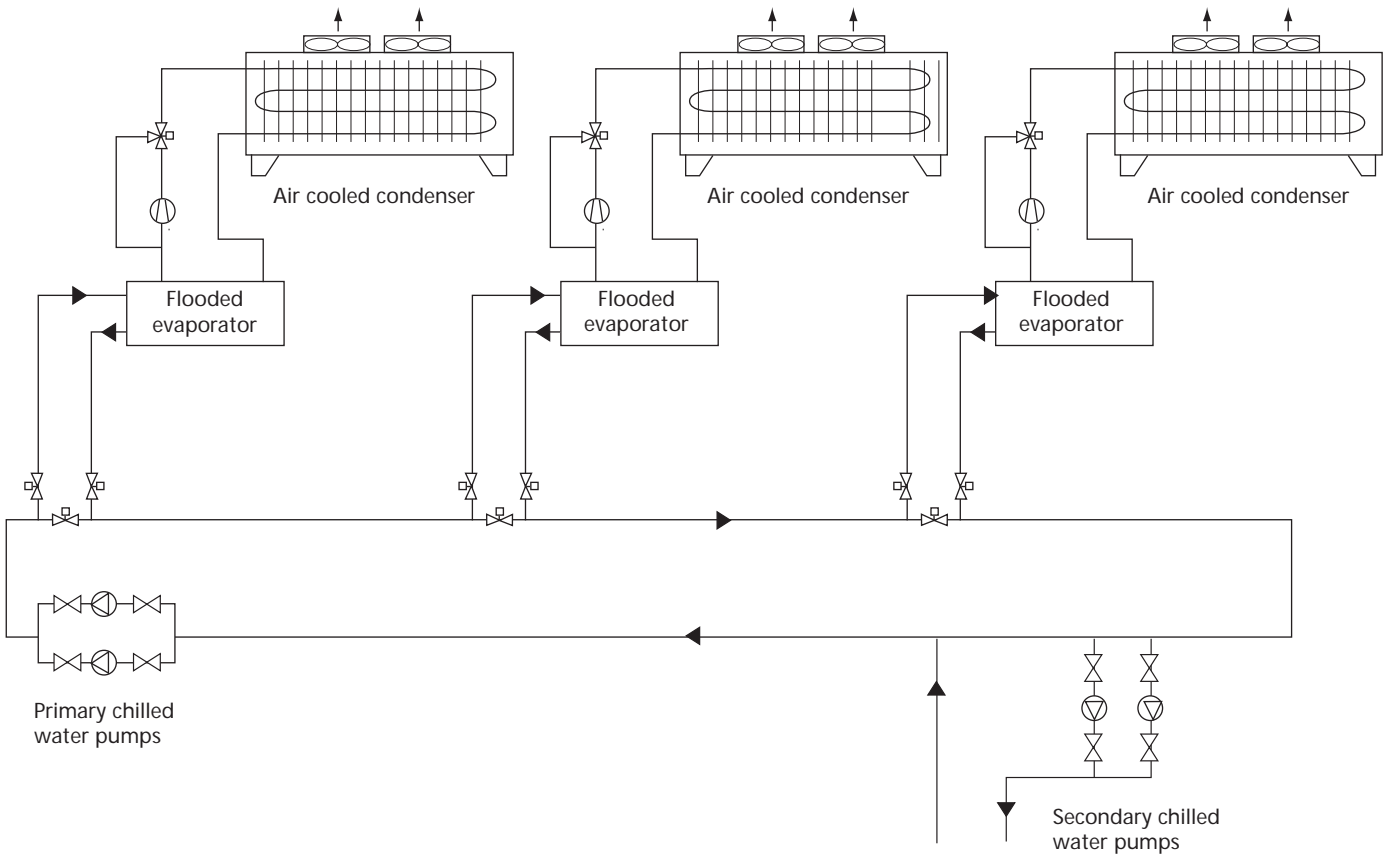 Air cooled condenser
Air cooled condenser
Air cooled condenser
Flooded
evaporator
Flooded
evaporator
Flooded
evaporator
Primary chilled
water pumps
Secondary chilled
water pumps